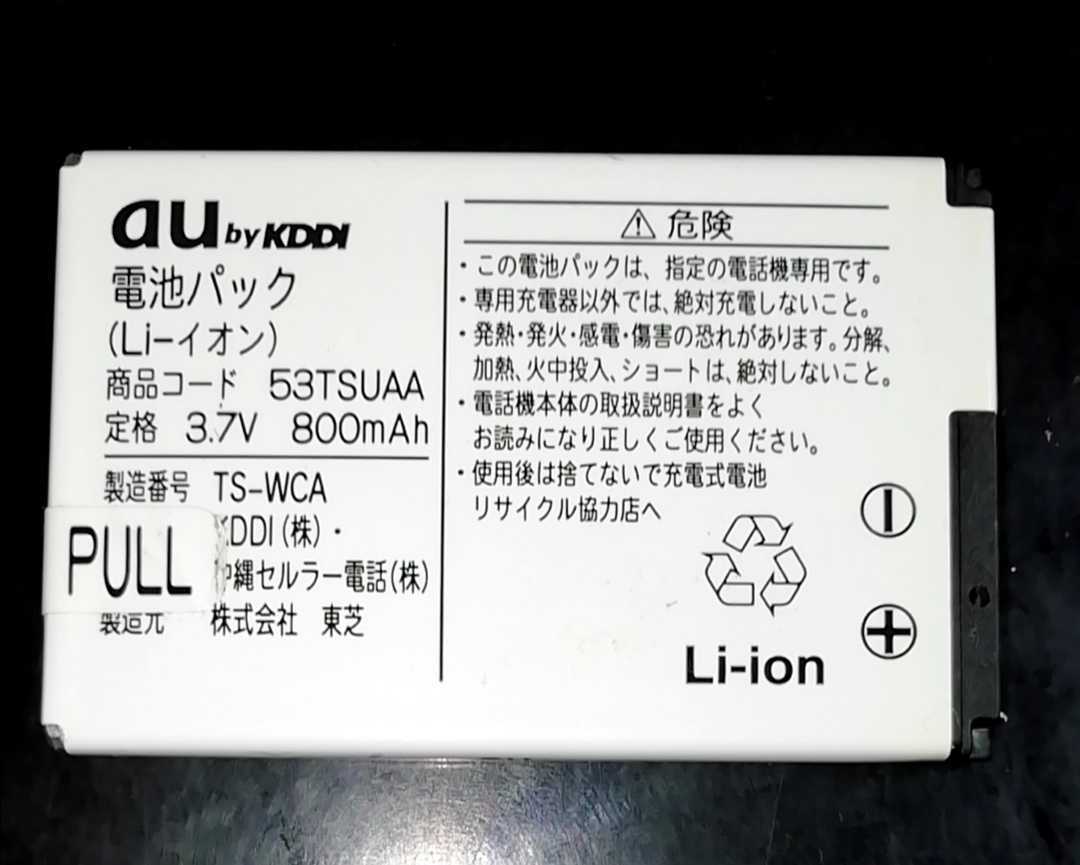 au by KDDI
電池パック
(Li-イオン)
商品コード 53TSUAA
定格 3.7V 800mAh
製造番号 TS-WCA
DDI(株)・
縄セルラー電話(株)
PULL
製造元 株式会社 東芝
⚠ 危険
・この電池パックは、指定の電話機専用です。
・専用充電器以外では、絶対充電しないこと。
・発熱・発火・感電・傷害の恐れがあります。分解、
加熱、火中投入、ショートは、絶対しないこと。
・電話機本体の取扱説明書をよく
お読みになり正しくご使用ください。
・使用後は捨てないで充電式電池
リサイクル協力店へ
Li-ion